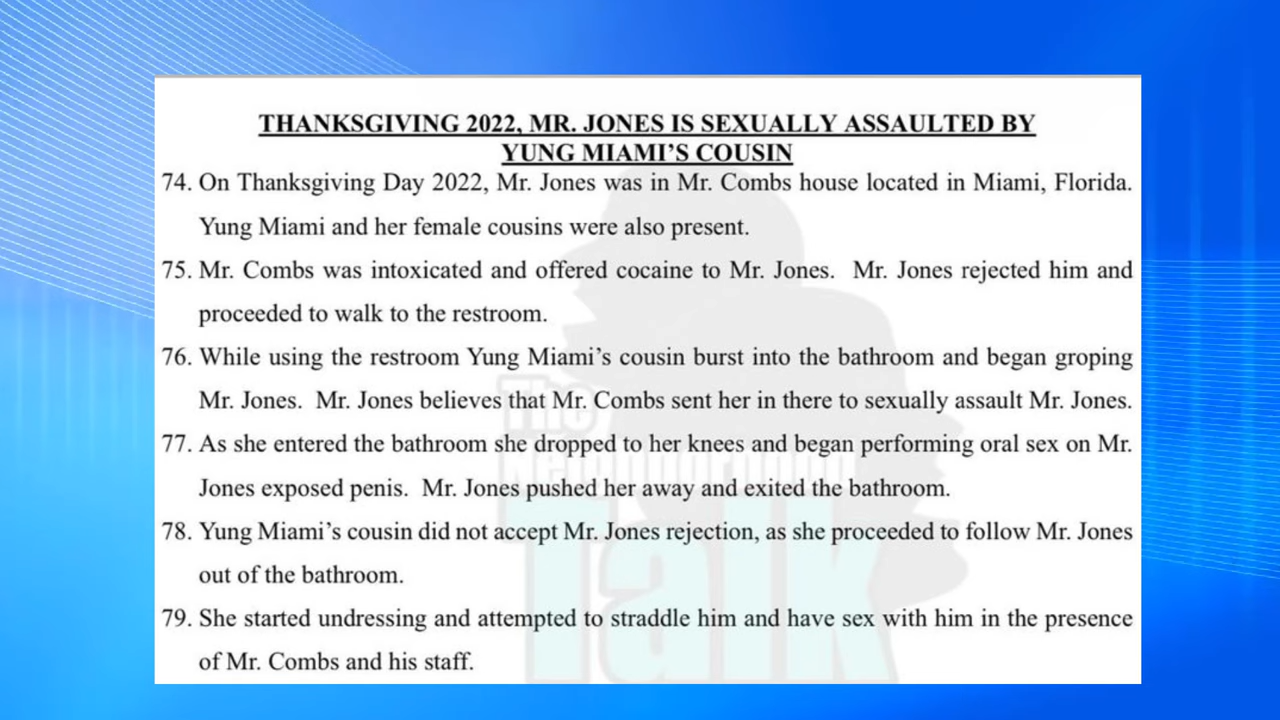 THANKSGIVING 2022, MR. JONES IS SEXUALLY ASSAULTED BY
YUNG MIAMI'S COUSIN
74. On Thanksgiving Day 2022, Mr. Jones was in Mr. Combs house located in Miami, Florida.
Yung Miami and her female cousins were also present.
75. Mr. Combs was intoxicated and offered cocaine to Mr. Jones. Mr. Jones rejected him and
proceeded to walk to the restroom.
76. While using the restroom Yung Miami's cousin burst into the bathroom and began groping
Mr. Jones. Mr. Jones believes that Mr. Combs sent her in there to sexually assault Mr. Jones.
77. As she entered the bathroom she dropped to her knees and began performing oral sex on Mr.
Jones exposed penis. Mr. Jones pushed her away and exited the bathroom.
78. Yung Miami's cousin did not accept Mr. Jones rejection, as she proceeded to follow Mr. Jones
out of the bathroom.
79. She started undressing and attempted to straddle him and have sex with him in the presence
of Mr. Combs and his staff.
The
Neighborhood
Talk